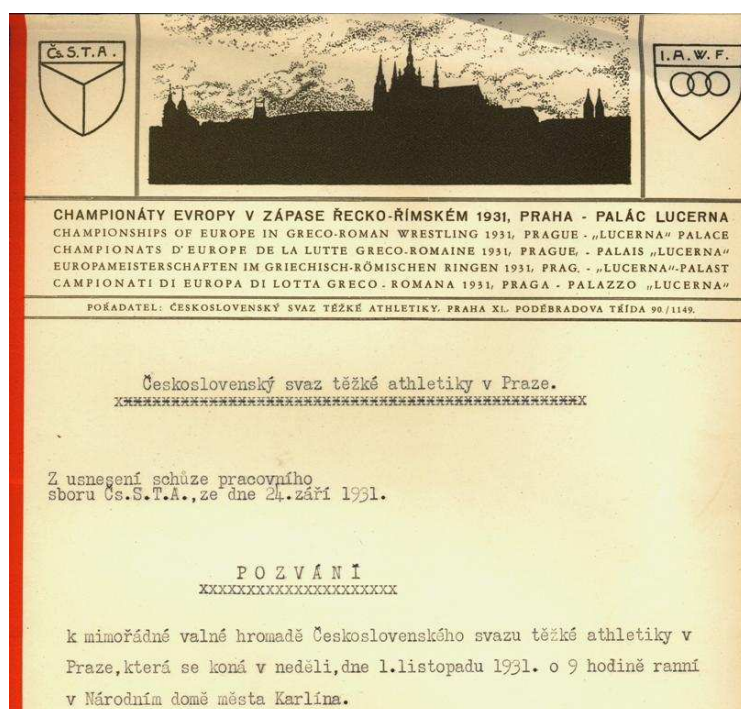 Čs.S.T.A.
I.A.W.F.
CHAMPIONÁTY EVROPY V ZÁPASE ŘECKO-ŘÍMSKÉM 1931, PRAHA - PALÁC LUCERNA
CHAMPIONSHIPS OF EUROPE IN GRECO-ROMAN WRESTLING 1931, PRAGUE - „LUCERNA" PALACE
CHAMPIONATS D'EUROPE DE LA LUTTE GRECO-ROMAINE 1931, PRAGUE, - PALAIS „LUCERNA"
EUROPAMEISTERSCHAFTEN IM GRIECHISCH-RÖMISCHEN RINGEN 1931, PRAG, - „LUCERNA"-PALAST
CAMPIONATI DI EUROPA DI LOTTA GRECO - ROMANA 1931, PRAGA - PALAZZO „LUCERNA"
POŘADATEL: ČESKOSLOVENSKÝ SVAZ TĚŽKÉ ATHLETIKY, PRAHA XI., PODĚBRADOVA TŘÍDA 90./1149.
Československý svaz těžké athletiky v Praze.
Z usnesení schůze pracovního
sboru Čs.S.T.A.,ze dne 24.září 1931.
POZVÁNÍ
xxxxxxxxxxxxxxxxxxxxx
k mimořádné valné hromadě Československého svazu těžké athletiky v
Praze,která se koná v neděli,dne 1.listopadu 1931. o 9 hodině ranní
v Národním domě města Karlína.